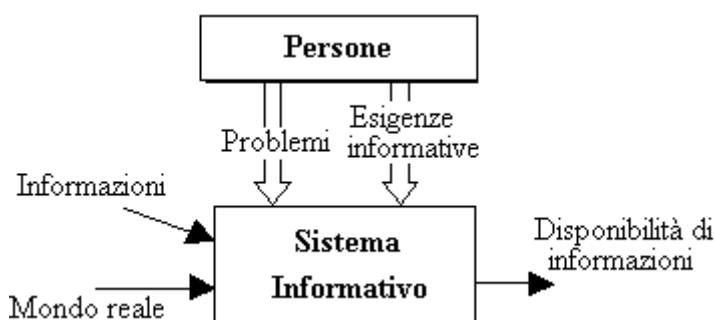 Persone
Problemi
Esigenze
informative
Informazioni
Mondo reale
Sistema
Informativo
Disponibilità di
informazioni